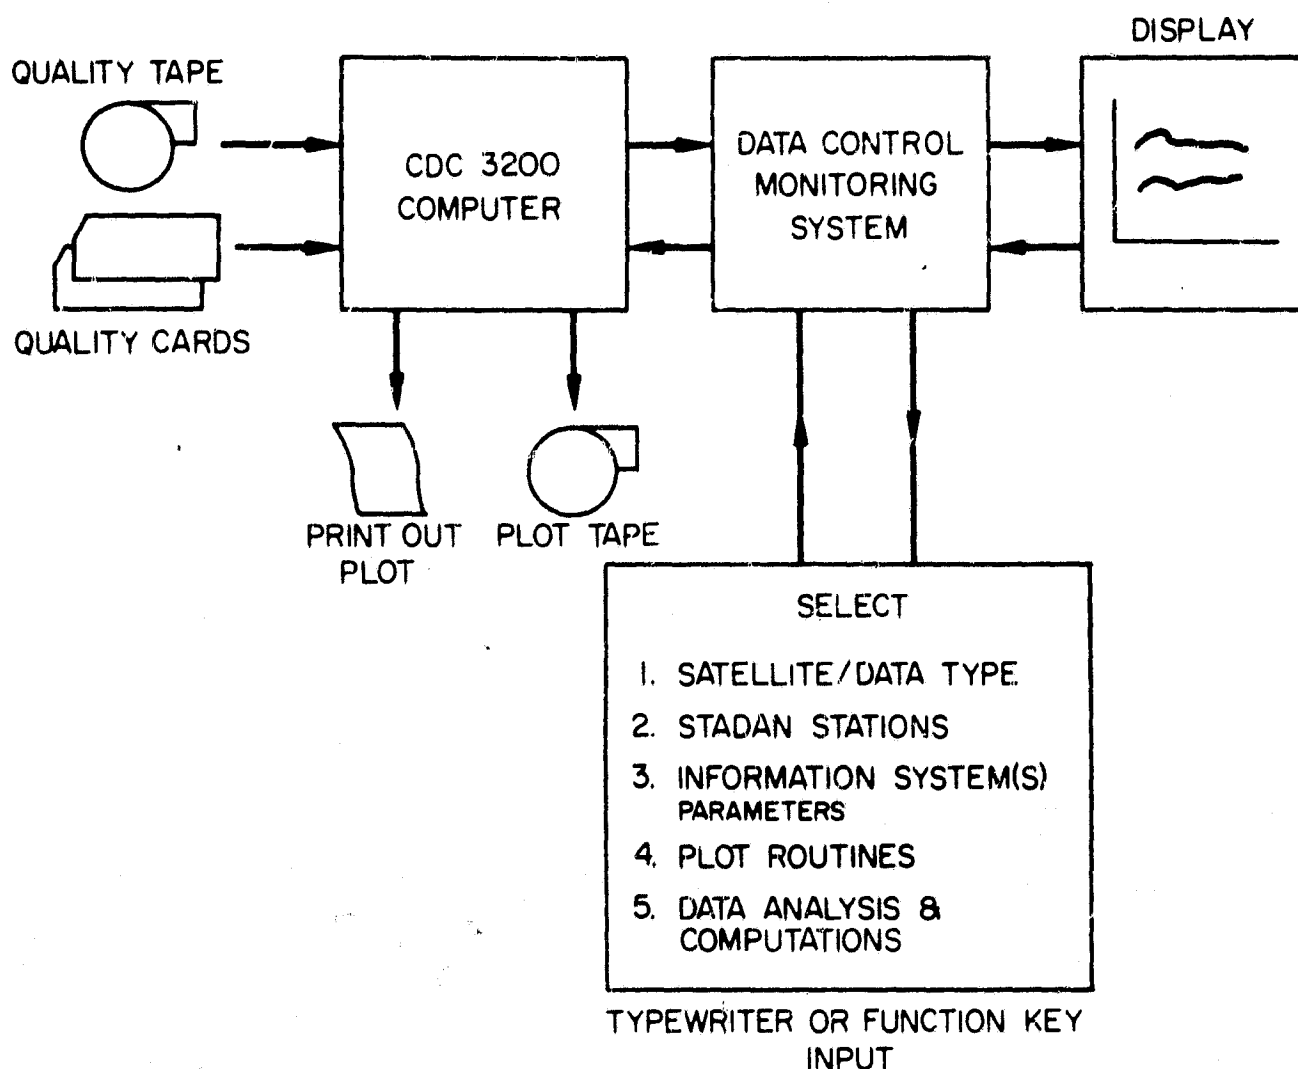 DISPLAY
QUALITY TAPE
CDC 3200
COMPUTER
DATA CONTROL
MONITORING
SYSTEM
QUALITY CARDS
PRINT OUT
PLOT
PLOT TAPE
SELECT
1. SATELLITE/DATA TYPE
2. STADAN STATIONS
3. INFORMATION SYSTEM(S)
PARAMETERS
4. PLOT ROUTINES
5. DATA ANALYSIS &
COMPUTATIONS
TYPEWRITER OR FUNCTION KEY
INPUT